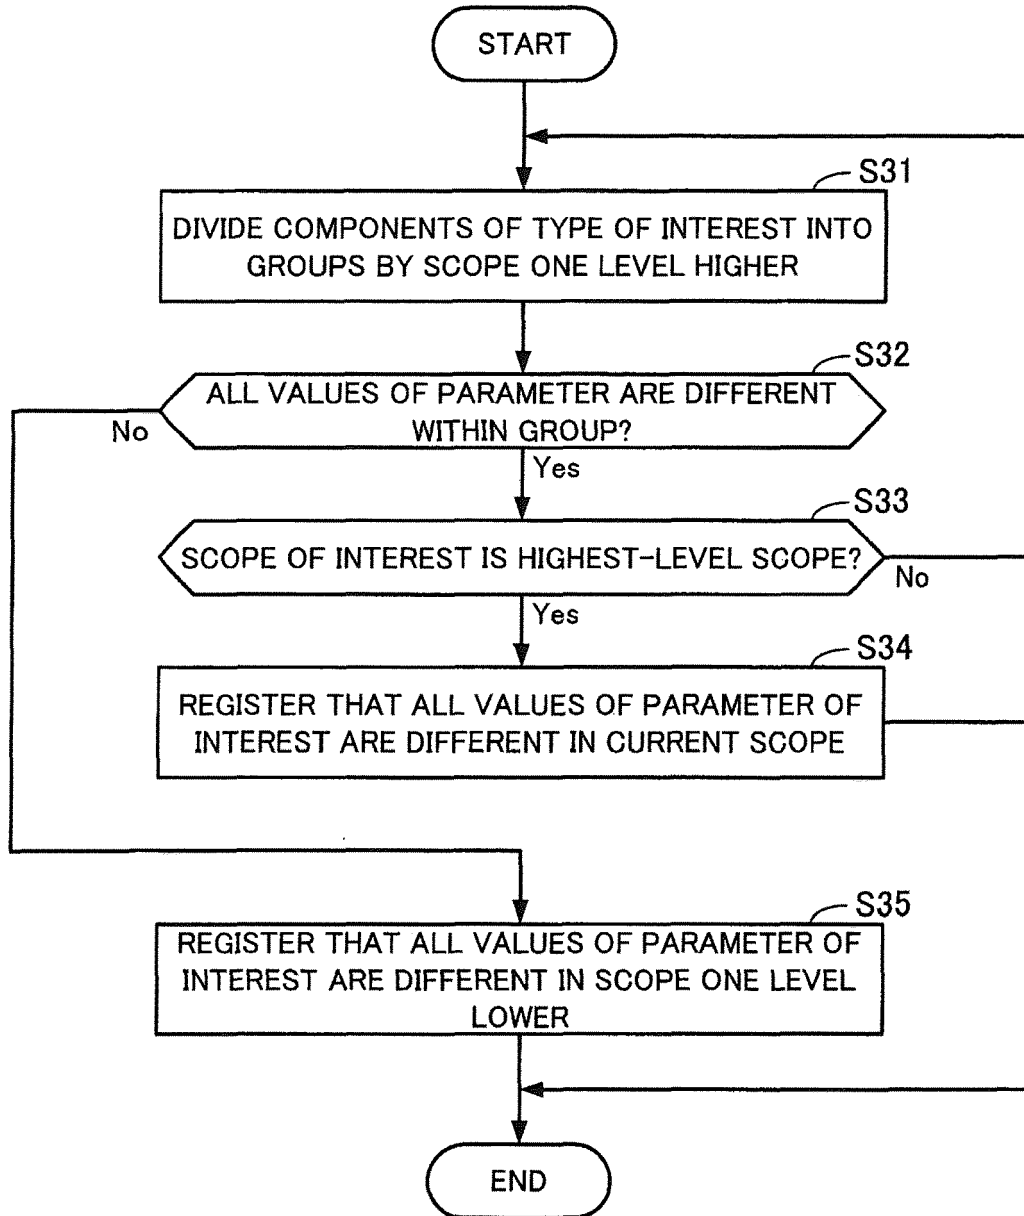 START
S31
DIVIDE COMPONENTS OF TYPE OF INTEREST INTO
GROUPS BY SCOPE ONE LEVEL HIGHER
S32
ALL VALUES OF PARAMETER ARE DIFFERENT
WITHIN GROUP?
No
Yes
S33
SCOPE OF INTEREST IS HIGHEST-LEVEL SCOPE?
No
Yes
S34
REGISTER THAT ALL VALUES OF PARAMETER OF
INTEREST ARE DIFFERENT IN CURRENT SCOPE
S35
REGISTER THAT ALL VALUES OF PARAMETER OF
INTEREST ARE DIFFERENT IN SCOPE ONE LEVEL
LOWER
END